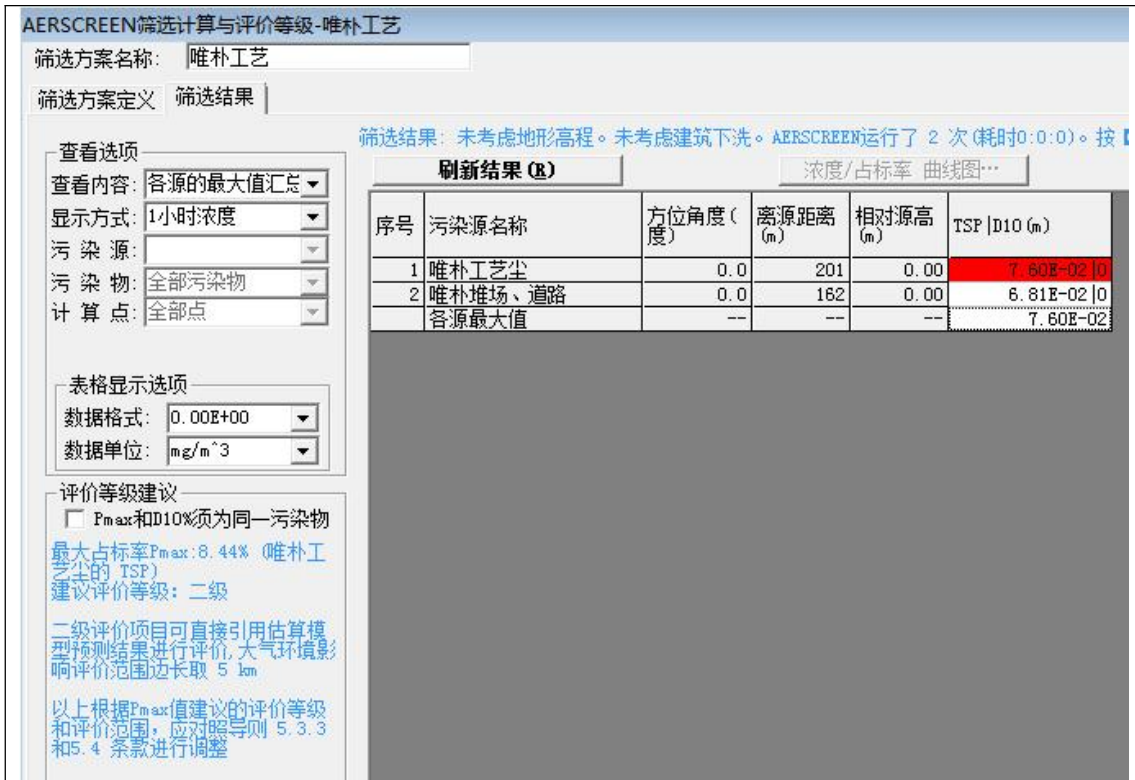 AERSCREEN筛选计算与评价等级-唯朴工艺
筛选方案名称: 唯朴工艺
筛选方案定义 筛选结果
筛选结果: 未考虑地形高程。未考虑建筑下洗。AERSCREEN运行了 2 次(耗时0:0:0)。按【
刷新结果(R) 浓度/占标率 曲线图…
查看选项
查看内容: 各源的最大值汇总
显示方式: 1小时浓度
污 染 源:
污 染 物: 全部污染物
计 算 点: 全部点
序号 污染源名称 方位角度(度) 离源距离(m) 相对源高(m) TSP|D10(m)
1 唯朴工艺尘 0.0 201 0.00 7.60E-02|0
2 唯朴堆场、道路 0.0 162 0.00 6.81E-02|0
各源最大值 -- -- -- 7.60E-02
表格显示选项
数据格式: 0.00E+00
数据单位: mg/m^3
评价等级建议
Pmax和D10%须为同一污染物
最大占标率Pmax:8.44% (唯朴工
艺尘的 TSP)
建议评价等级: 二级
二级评价项目可直接引用估算模
型预测结果进行评价,大气环境影
响评价范围边长取 5 km
以上根据Pmax值建议的评价等级
和评价范围,应对照导则 5.3.3
和5.4 条款进行调整